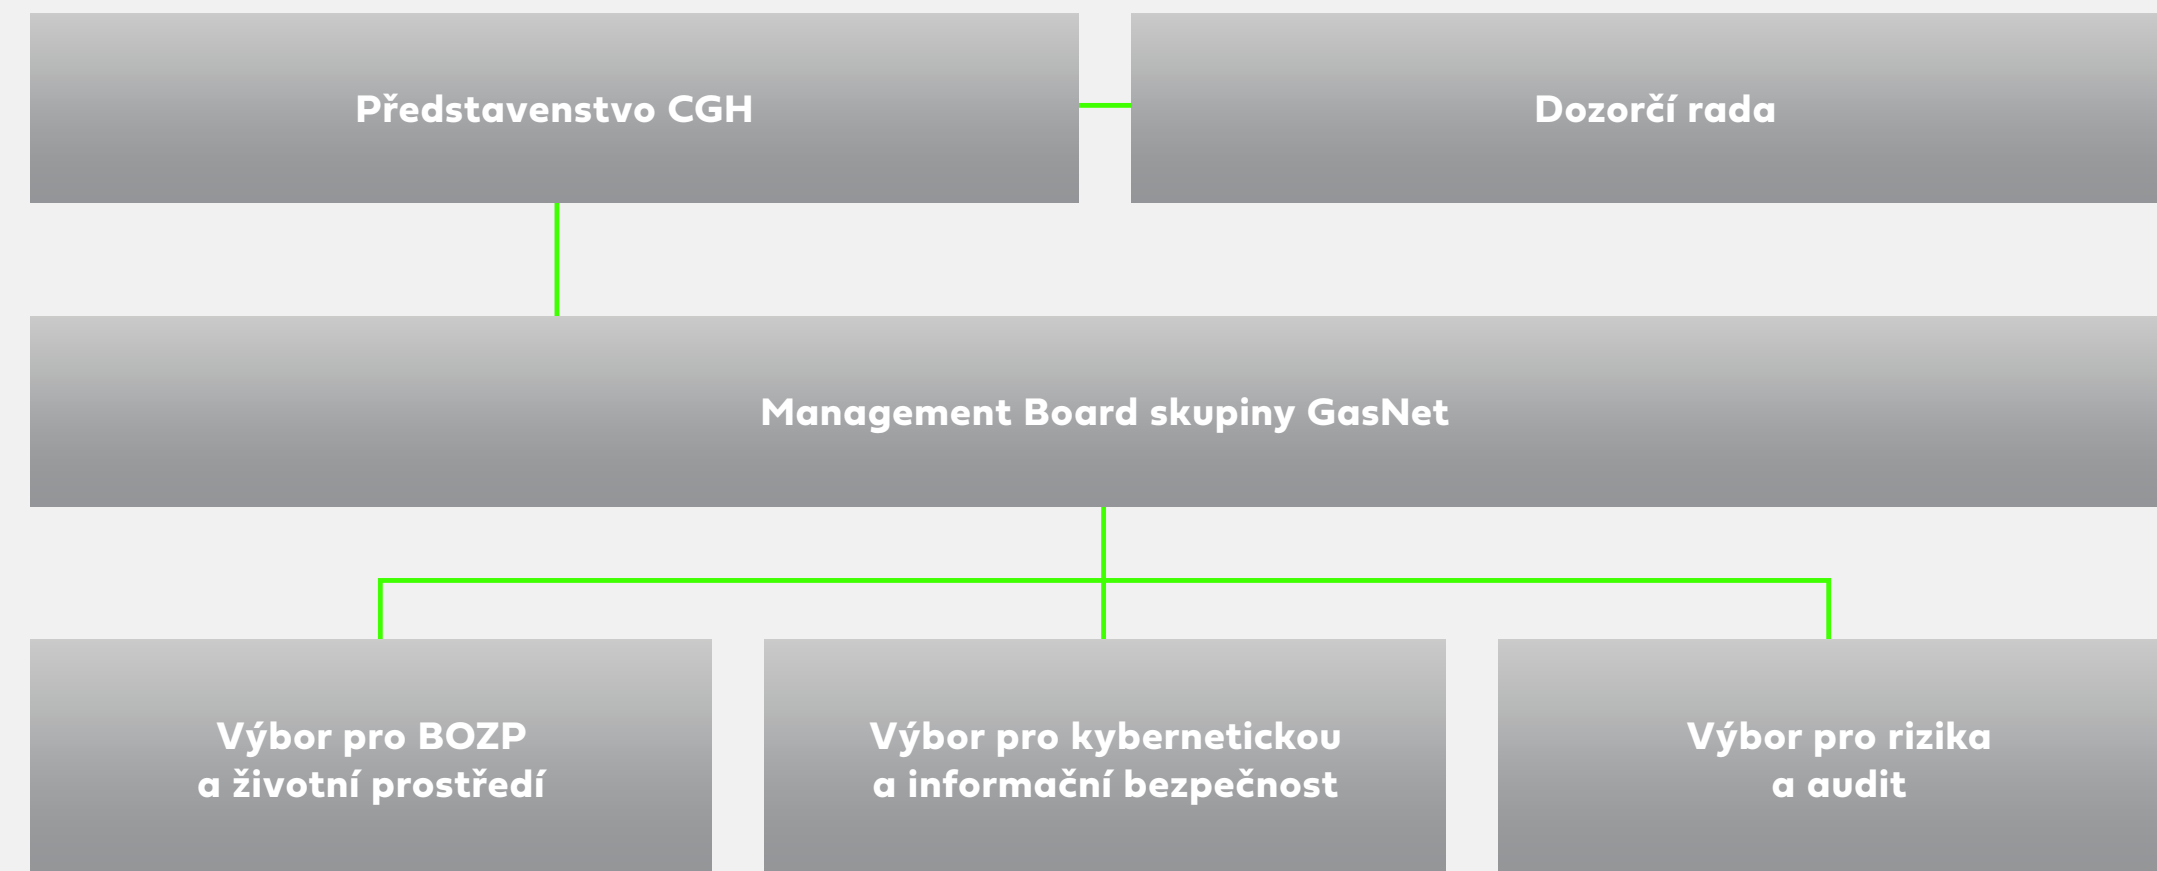 Představenstvo CGH
Dozorčí rada
Management Board skupiny GasNet
Výbor pro BOZP
a životní prostředí
Výbor pro kybernetickou
a informační bezpečnost
Výbor pro rizika
a audit